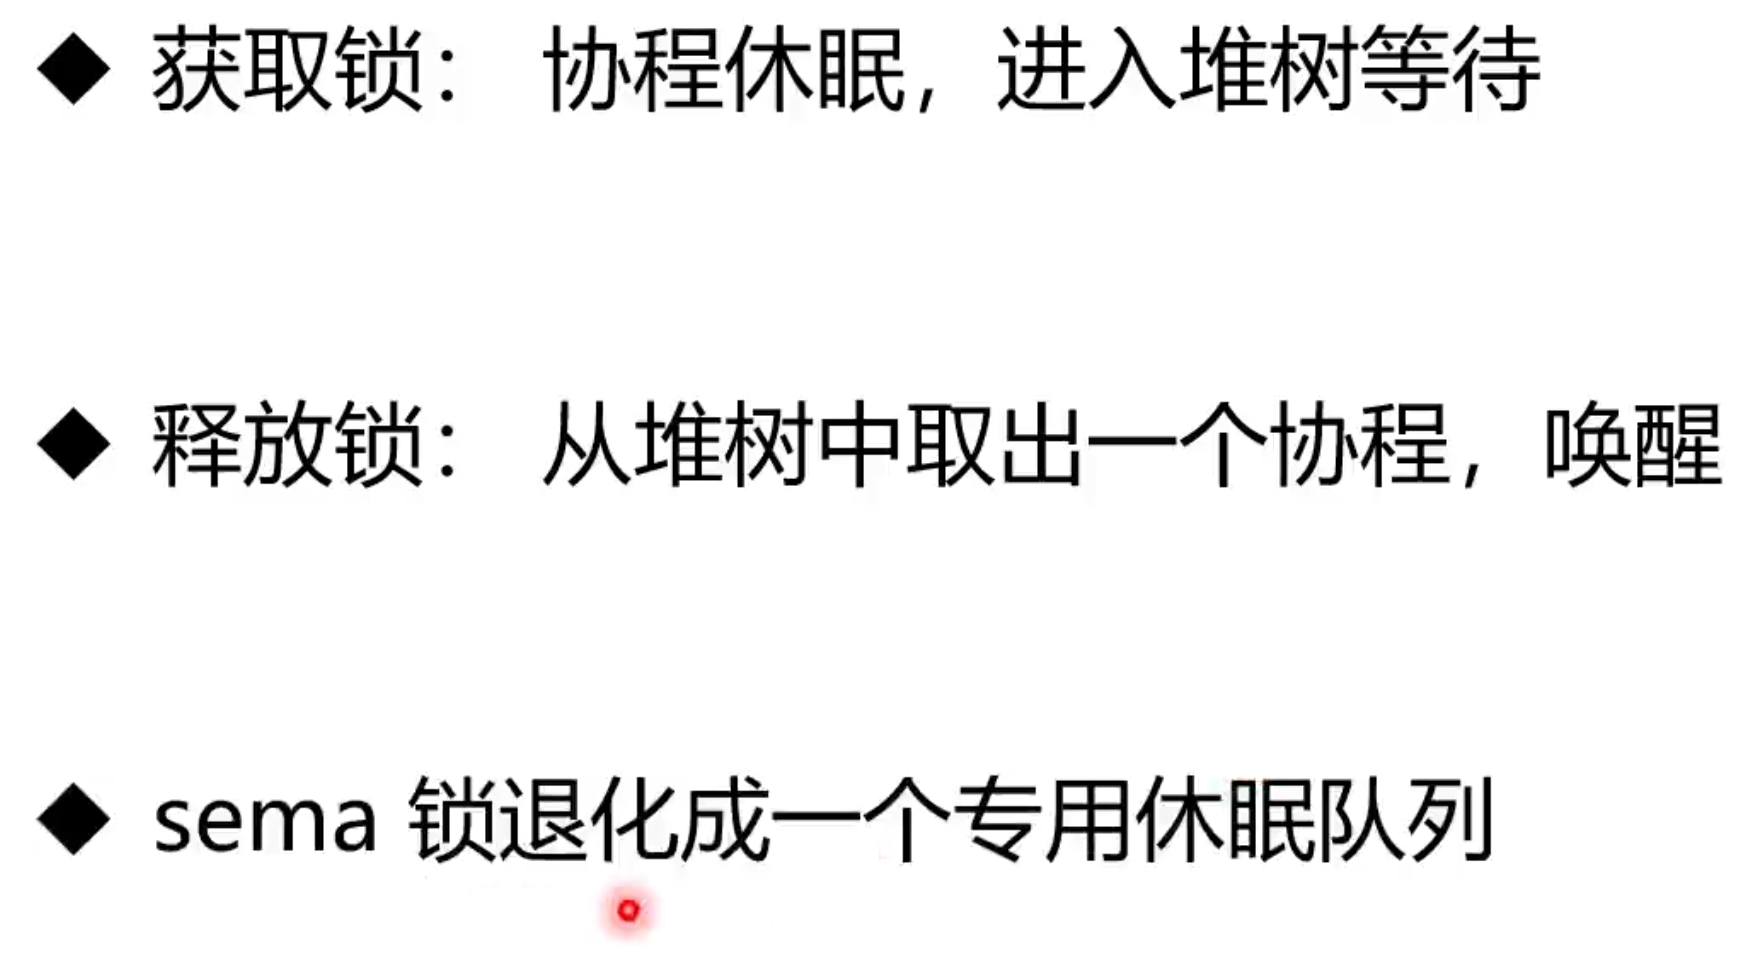 ◆ 获取锁： 协程休眠，进入堆树等待
◆ 释放锁： 从堆树中取出一个协程，唤醒
◆ sema 锁退化成一个专用休眠队列